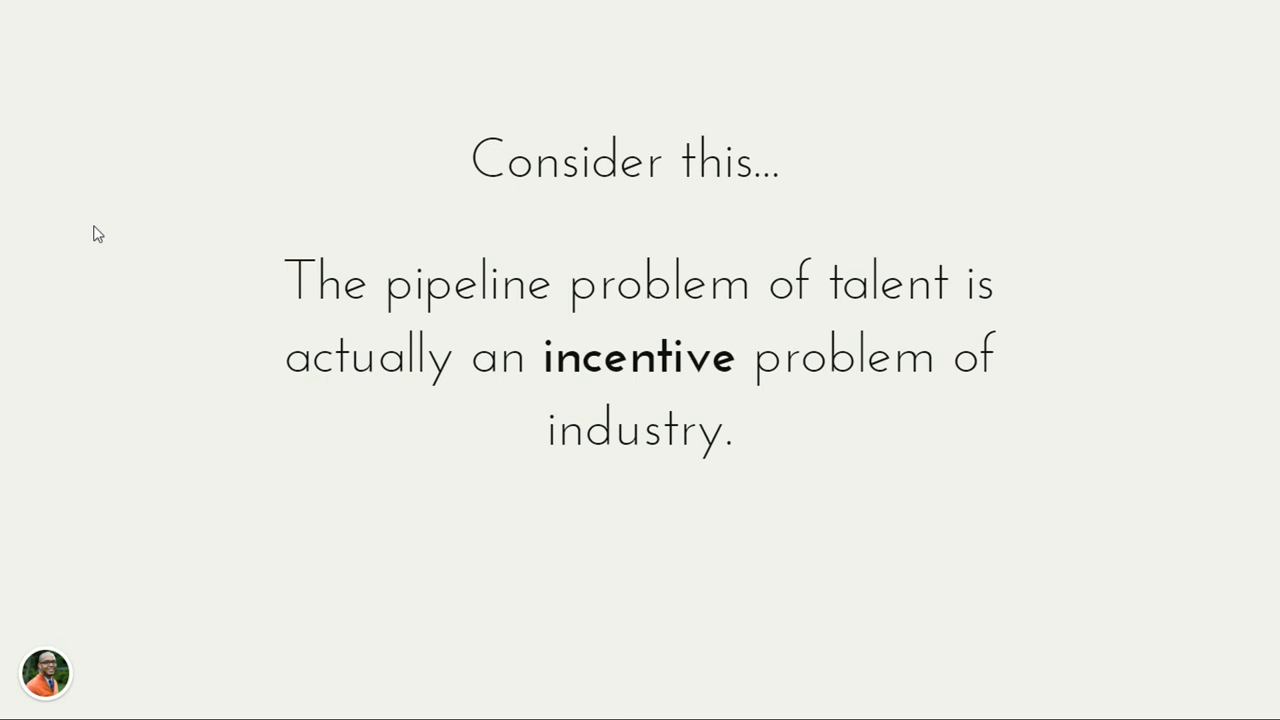 Consider this...
The pipeline problem of talent is
actually an incentive problem of
industry.